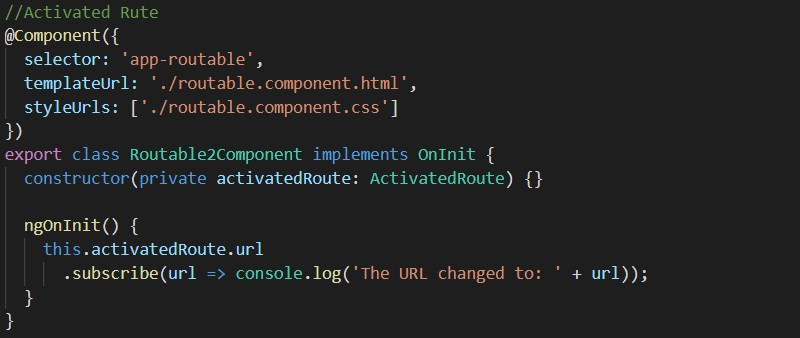 //Activated Rute
@Component({
  selector: 'app-routable',
  templateUrl: './routable.component.html',
  styleUrls: ['./routable.component.css']
})
export class Routable2Component implements OnInit {
  constructor(private activatedRoute: ActivatedRoute) {}

  ngOnInit() {
    this.activatedRoute.url
      .subscribe(url => console.log('The URL changed to: ' + url));
  }
}